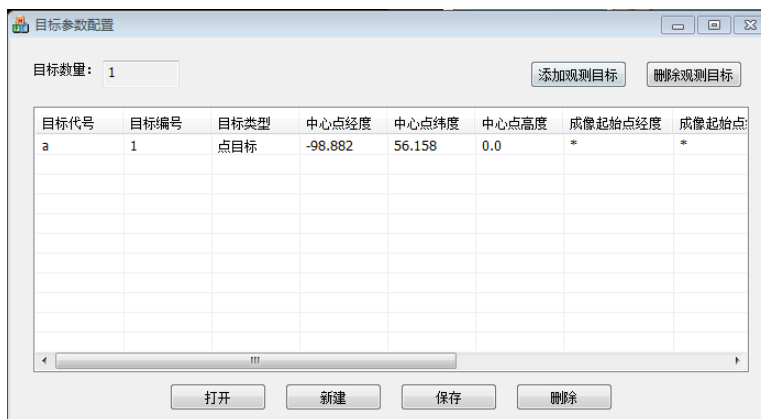 目标参数配置
目标数量： 1 添加观测目标 删除观测目标
目标代号 目标编号 目标类型 中心点经度 中心点纬度 中心点高度 成像起始点经度 成像起始点
a 1 点目标 -98.882 56.158 0.0 * *
打开 新建 保存 删除